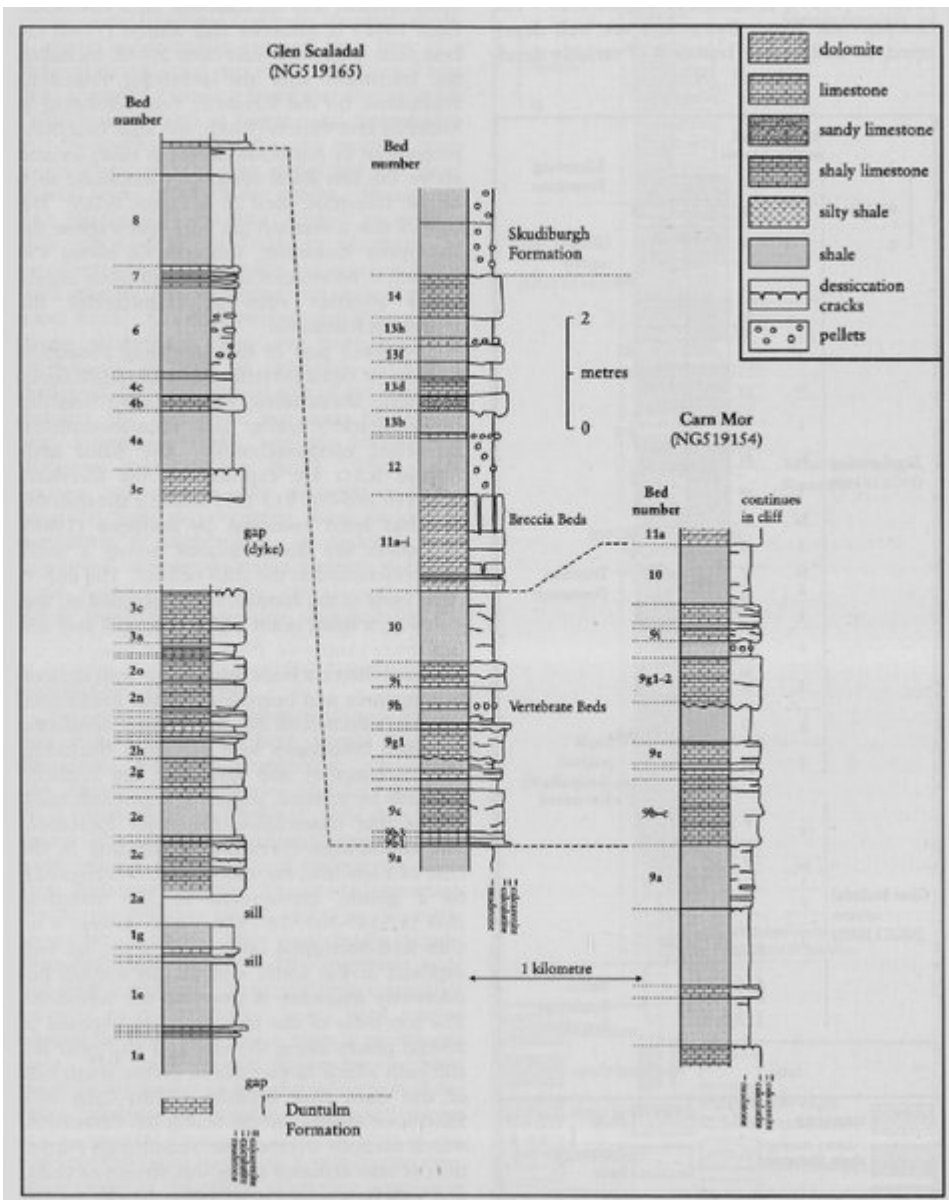 Glen Scaladal
(NG519165)
Bed
number
8
7
6
4c
4b
4a
3c
gap
(dyke)
3c
3a
2o
2n
2h
2g
2e
2c
2a
sill
1g
sill
1e
1a
gap
Duntulm
Formation
Bed
number
Skudiburgh
Formation
14
13h
13f
13d
13b
12
Breccia Beds
11a-i
10
9j
9h
Vertebrate Beds
9g1
9c
9a
2
metres
0
1 kilometre
Carn Mor
(NG519154)
Bed
number
continues
in cliff
11a
10
9i
9g1-2
9e
9b-c
9a
dolomite
limestone
sandy limestone
shaly limestone
silty shale
shale
dessiccation
cracks
pellets